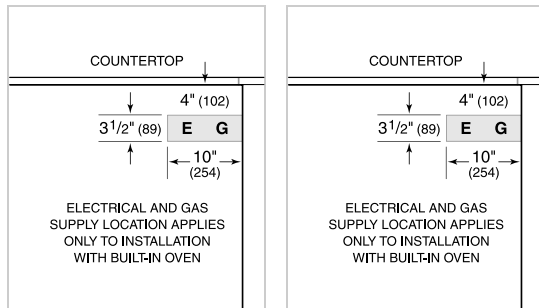 COUNTERTOP
4" (102)
3 1/2" (89)
E G
10"
(254)
ELECTRICAL AND GAS
SUPPLY LOCATION APPLIES
ONLY TO INSTALLATION
WITH BUILT-IN OVEN
COUNTERTOP
4" (102)
3 1/2" (89)
E G
10"
(254)
ELECTRICAL AND GAS
SUPPLY LOCATION APPLIES
ONLY TO INSTALLATION
WITH BUILT-IN OVEN